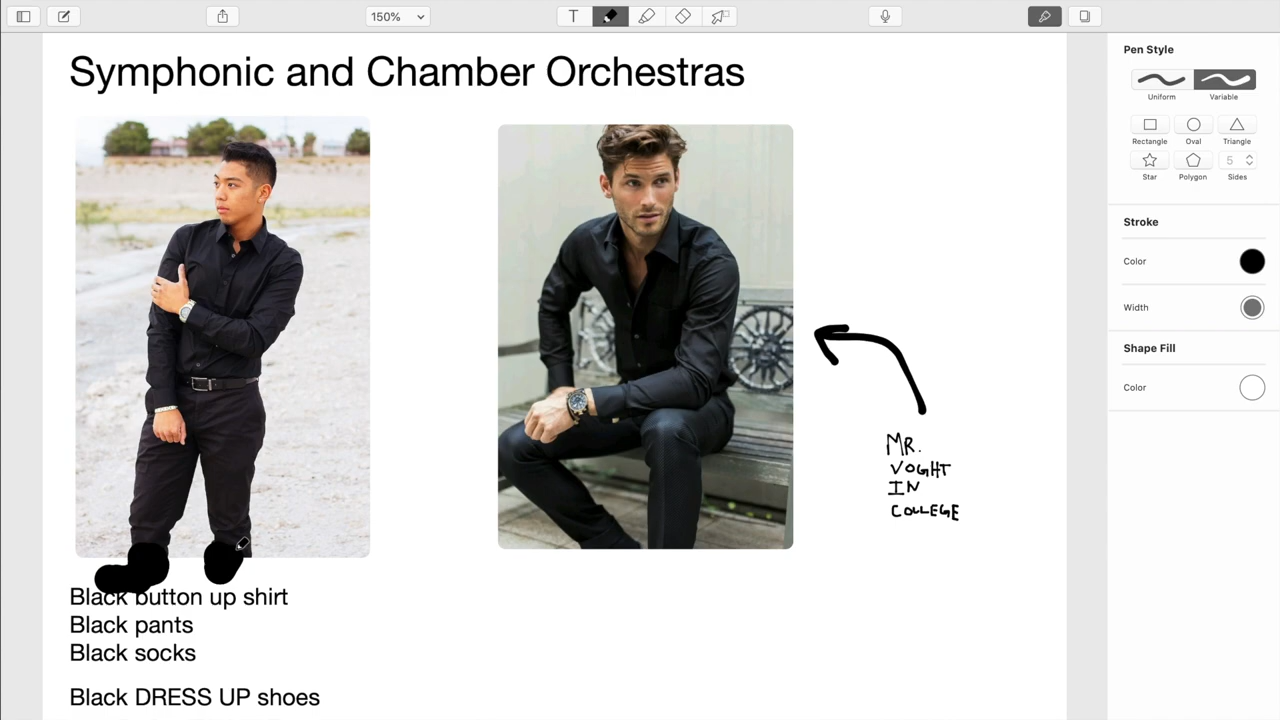 150%
T
Symphonic and Chamber Orchestras
Pen Style
Uniform
Variable
Rectangle
Oval
Triangle
5
Star
Polygon
Sides
Stroke
Color
Width
Shape Fill
Color
MR.
VOGHT
IN
COLLEGE
Black button up shirt
Black pants
Black socks
Black DRESS UP shoes